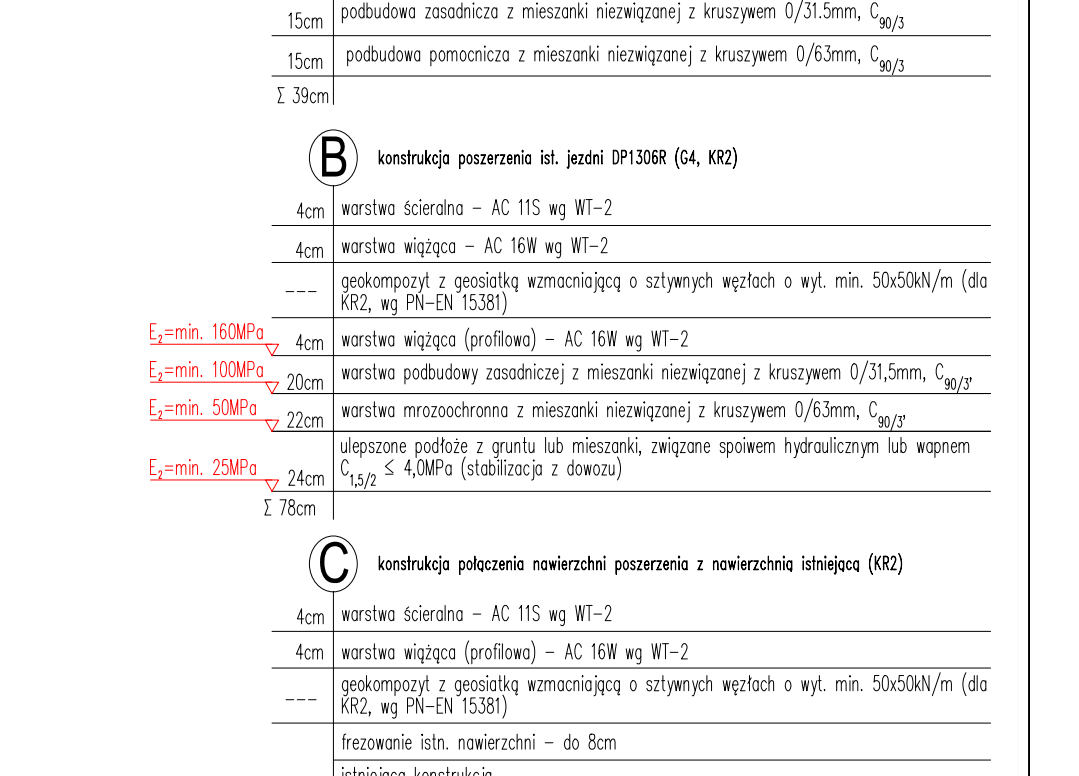 15cm podbudowa zasadnicza z mieszanki niezwiązanej z kruszywem 0/31.5mm, C90/3
15cm podbudowa pomocnicza z mieszanki niezwiązanej z kruszywem 0/63mm, C90/3
Σ 39cm
B konstrukcja poszerzenia ist. jezdni DP1306R (G4, KR2)
4cm warstwa ścieralna – AC 11S wg WT–2
4cm warstwa wiążąca – AC 16W wg WT–2
––– geokompozyt z geosiatką wzmacniającą o sztywnych węzłach o wyt. min. 50x50kN/m (dla
KR2, wg PN–EN 15381)
E2=min. 160MPa 4cm warstwa wiążąca (profilowa) – AC 16W wg WT–2
E2=min. 100MPa 20cm warstwa podbudowy zasadniczej z mieszanki niezwiązanej z kruszywem 0/31,5mm, C90/3,
E2=min. 50MPa 22cm warstwa mrozoochronna z mieszanki niezwiązanej z kruszywem 0/63mm, C90/3,
ulepszone podłoże z gruntu lub mieszanki, związane spoiwem hydraulicznym lub wapnem
E2=min. 25MPa 24cm C1,5/2 ≤ 4,0MPa (stabilizacja z dowozu)
Σ 78cm
C konstrukcja połączenia nawierzchni poszerzenia z nawierzchnią istniejącą (KR2)
4cm warstwa ścieralna – AC 11S wg WT–2
4cm warstwa wiążąca (profilowa) – AC 16W wg WT–2
––– geokompozyt z geosiatką wzmacniającą o sztywnych węzłach o wyt. min. 50x50kN/m (dla
KR2, wg PN–EN 15381)
frezowanie istn. nawierzchni – do 8cm
istniejąca konstrukcja